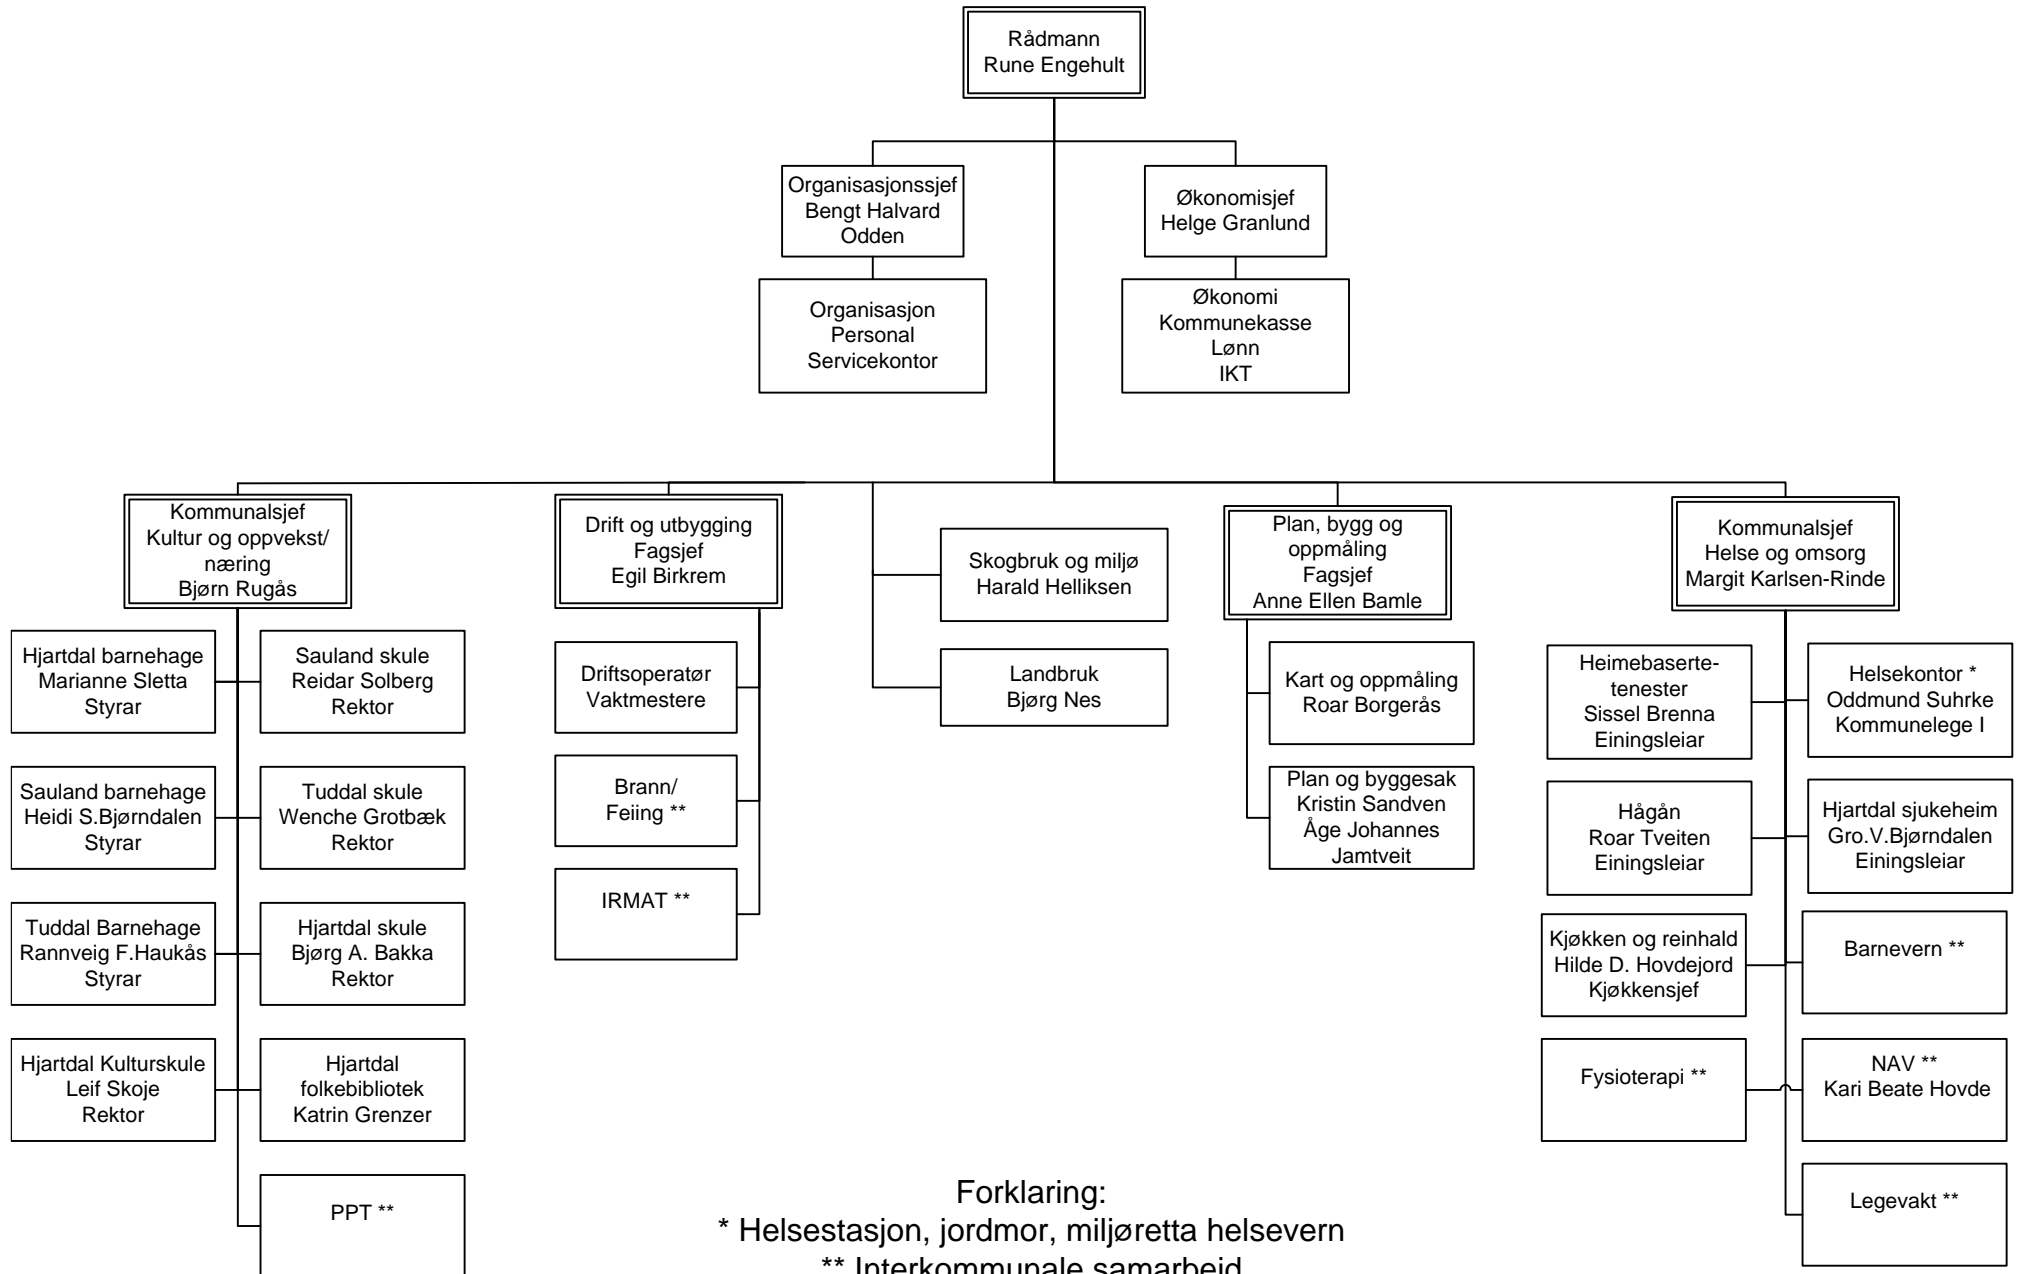 Rådmann
Rune Engehult
Organisasjonssjef
Bengt Halvard
Odden
Økonomisjef
Helge Granlund
Organisasjon
Personal
Servicekontor
Økonomi
Kommunekasse
Lønn
IKT
Kommunalsjef
Kultur og oppvekst/
næring
Bjørn Rugås
Drift og utbygging
Fagsjef
Egil Birkrem
Skogbruk og miljø
Harald Helliksen
Landbruk
Bjørg Nes
Plan, bygg og
oppmåling
Fagsjef
Anne Ellen Bamle
Kommunalsjef
Helse og omsorg
Margit Karlsen-Rinde
Hjartdal barnehage
Marianne Sletta
Styrar
Sauland skule
Reidar Solberg
Rektor
Sauland barnehage
Heidi S.Bjørndalen
Styrar
Tuddal skule
Wenche Grotbæk
Rektor
Tuddal Barnehage
Rannveig F.Haukås
Styrar
Hjartdal skule
Bjørg A. Bakka
Rektor
Hjartdal Kulturskule
Leif Skoje
Rektor
Hjartdal
folkebibliotek
Katrin Grenzer
PPT **
Driftsoperatør
Vaktmestere
Brann/
Feiing **
IRMAT **
Kart og oppmåling
Roar Borgerås
Plan og byggesak
Kristin Sandven
Åge Johannes
Jamtveit
Heimebaserte-
tenester
Sissel Brenna
Einingsleiar
Helsekontor *
Oddmund Suhrke
Kommunelege I
Hågån
Roar Tveiten
Einingsleiar
Hjartdal sjukeheim
Gro.V.Bjørndalen
Einingsleiar
Kjøkken og reinhald
Hilde D. Hovdejord
Kjøkkensjef
Barnevern **
Fysioterapi **
NAV **
Kari Beate Hovde
Legevakt **
Forklaring:
* Helsestasjon, jordmor, miljøretta helsevern
** Interkommunale samarbeid